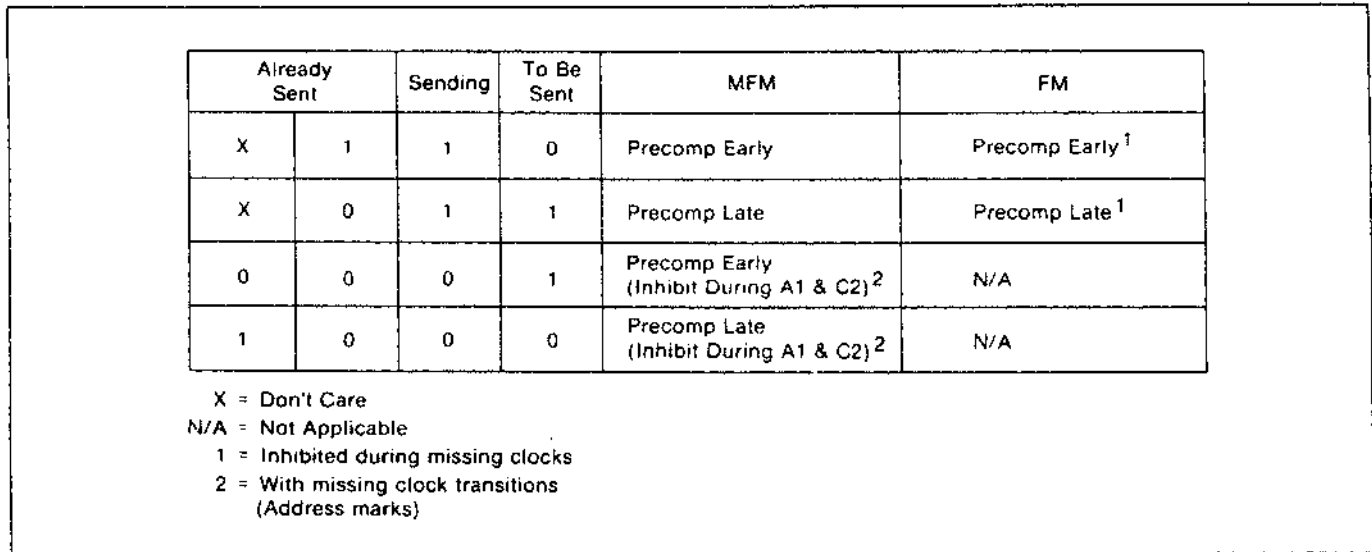 Already Sent Sending To Be Sent MFM FM
X 1 1 0 Precomp Early Precomp Early 1
X 0 1 1 Precomp Late Precomp Late 1
0 0 0 1 Precomp Early (Inhibit During A1 & C2) 2 N/A
1 0 0 0 Precomp Late (Inhibit During A1 & C2) 2 N/A
X = Don't Care
N/A = Not Applicable
1 = Inhibited during missing clocks
2 = With missing clock transitions
(Address marks)